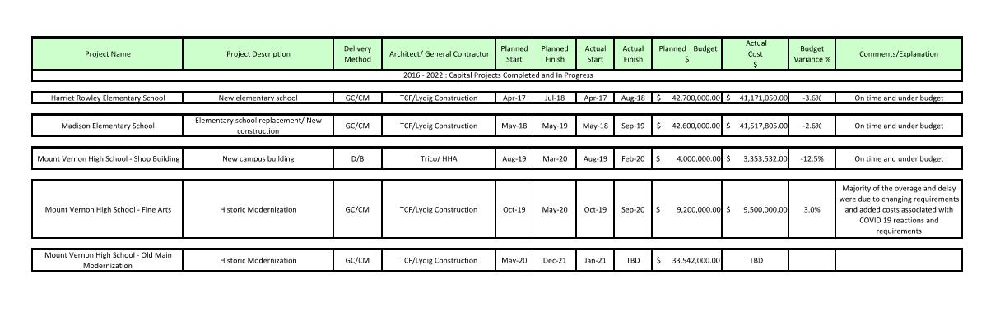 Project Name Project Description Delivery Method Architect/ General Contractor Planned Start Planned Finish Actual Start Actual Finish Planned Budget $ Actual Cost $ Budget Variance % Comments/Explanation
2016 - 2022 : Capital Projects Completed and In Progress
Harriet Rowley Elementary School New elementary school GC/CM TCF/Lydig Construction Apr-17 Jul-18 Apr-17 Aug-18 $ 42,700,000.00 $ 41,171,050.00 -3.6% On time and under budget
Madison Elementary School Elementary school replacement/ New construction GC/CM TCF/Lydig Construction May-18 May-19 May-18 Sep-19 $ 42,600,000.00 $ 41,517,805.00 -2.6% On time and under budget
Mount Vernon High School - Shop Building New campus building D/B Trico/ HHA Aug-19 Mar-20 Aug-19 Feb-20 $ 4,000,000.00 $ 3,353,532.00 -12.5% On time and under budget
Mount Vernon High School - Fine Arts Historic Modernization GC/CM TCF/Lydig Construction Oct-19 May-20 Oct-19 Sep-20 $ 9,200,000.00 $ 9,500,000.00 3.0% Majority of the overage and delay
were due to changing requirements
and added costs associated with
COVID 19 reactions and
requirements
Mount Vernon High School - Old Main Modernization Historic Modernization GC/CM TCF/Lydig Construction May-20 Dec-21 Jan-21 TBD $ 33,542,000.00 TBD